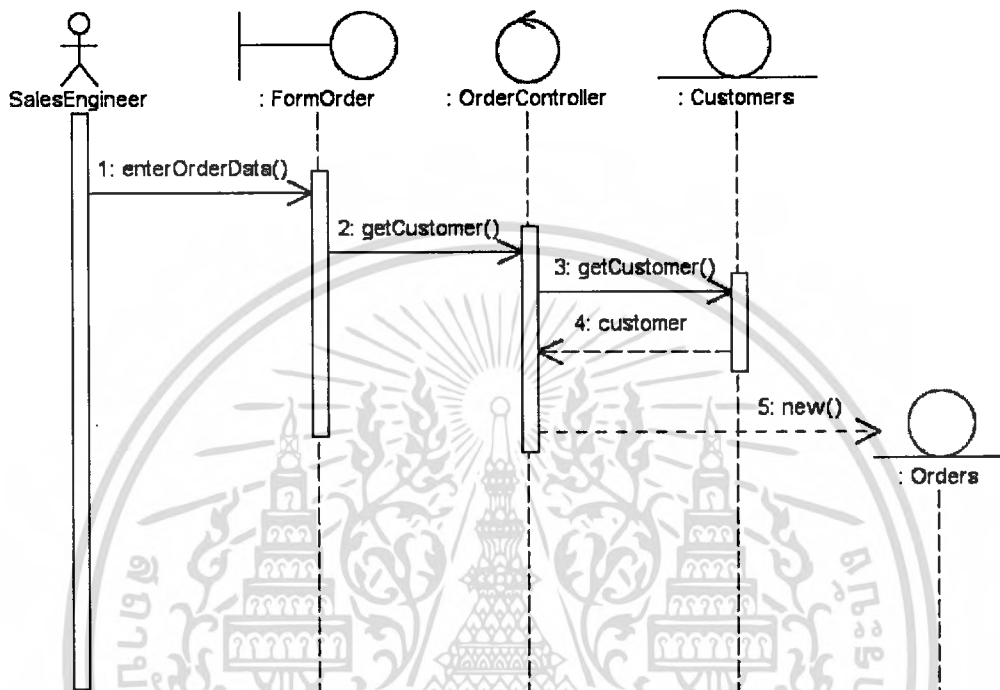 SalesEngineer
: FormOrder
: OrderController
: Customers
1: enterOrderData()
2: getCustomer()
3: getCustomer()
4: customer
5: new()
: Orders